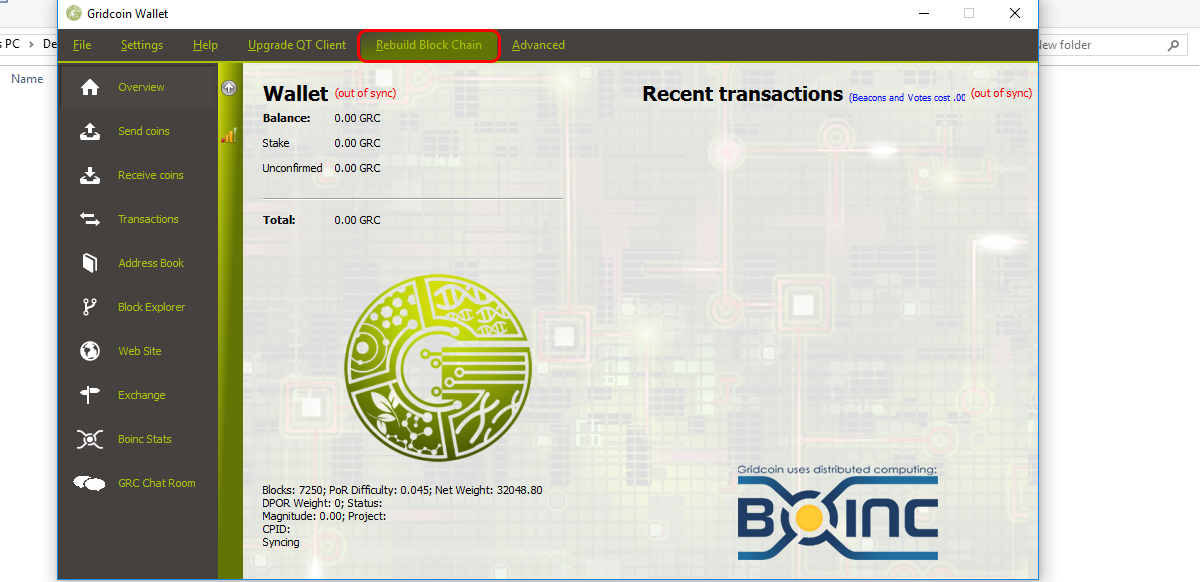 Gridcoin Wallet
s PC > De
New folder
File Settings Help Upgrade QT Client Rebuild Block Chain Advanced
Name
Overview
Send coins
Receive coins
Transactions
Address Book
Block Explorer
Web Site
Exchange
Boinc Stats
GRC Chat Room
Wallet (out of sync)
Balance: 0.00 GRC
Stake 0.00 GRC
Unconfirmed 0.00 GRC
Total: 0.00 GRC
Recent transactions (Beacons and Votes cost .00 (out of sync)
Blocks: 7250; PoR Difficulty: 0.045; Net Weight: 32048.80
DPOR Weight: 0; Status:
Magnitude: 0.00; Project:
CPID:
Syncing
Gridcoin uses distributed computing:
BOINC